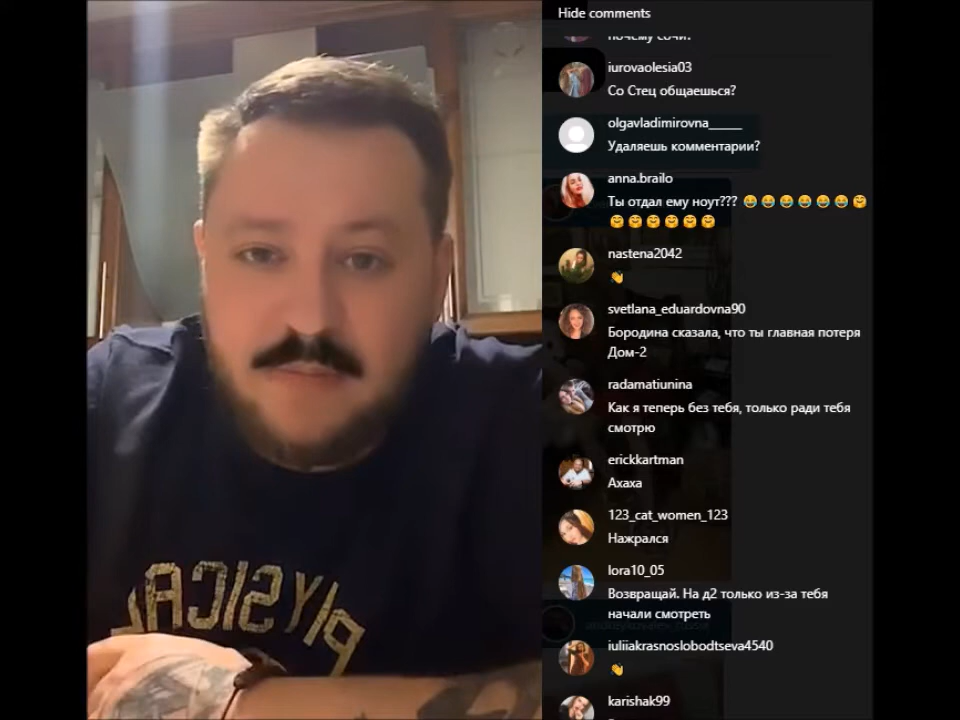 Hide comments
почему сочи?
iurovaolesia03
Со Стец общаешься?
olgavladimirovna______
Удаляешь комментарии?
anna.brailo
Ты отдал ему ноут??? 😂😂😂😂😂😂🤗
🤗🤗🤗🤗🤗🤗
nastena2042
👏
svetlana_eduardovna90
Бородина сказала, что ты главная потеря
Дом-2
radamatiunina
Как я теперь без тебя, только ради тебя
смотрю
erickkartman
Ахаха
123_cat_women_123
Нажрался
lora10_05
Возвращай. На д2 только из-за тебя
начали смотреть
iuliiakrasnoslobodtseva4540
👏
karishak99
PHYSICAL